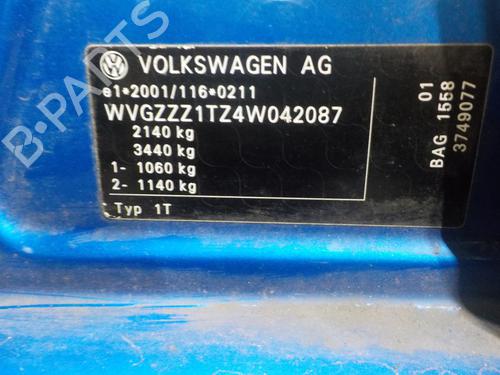 VOLKSWAGEN AG
e1*2001/116*0211
WVGZZZ1TZ4W042087
2140 kg
3440 kg
1- 1060 kg
2- 1140 kg
Typ 1T
01
BAG 1558
3749077
B-PARTS